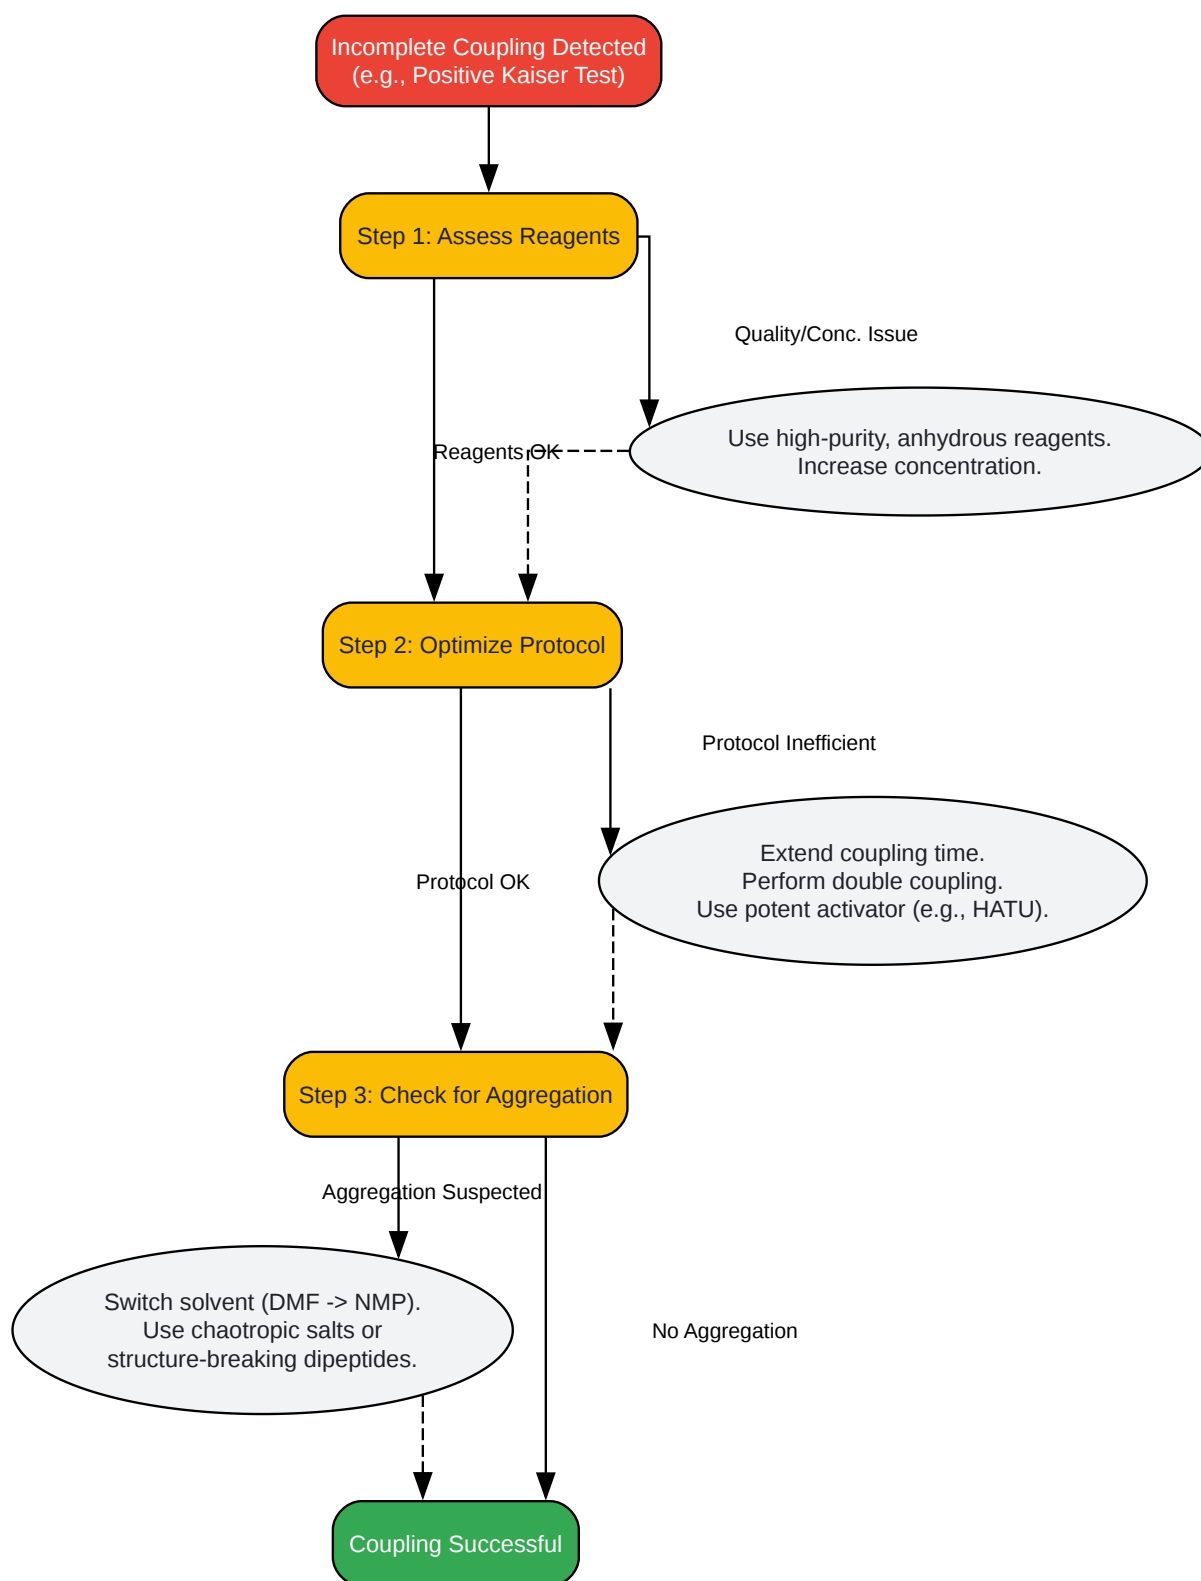 Incomplete Coupling Detected
(e.g., Positive Kaiser Test)
Step 1: Assess Reagents
Quality/Conc. Issue
Reagents OK
Use high-purity, anhydrous reagents.
Increase concentration.
Step 2: Optimize Protocol
Protocol Inefficient
Protocol OK
Extend coupling time.
Perform double coupling.
Use potent activator (e.g., HATU).
Step 3: Check for Aggregation
Aggregation Suspected
Switch solvent (DMF -> NMP).
Use chaotropic salts or
structure-breaking dipeptides.
No Aggregation
Coupling Successful